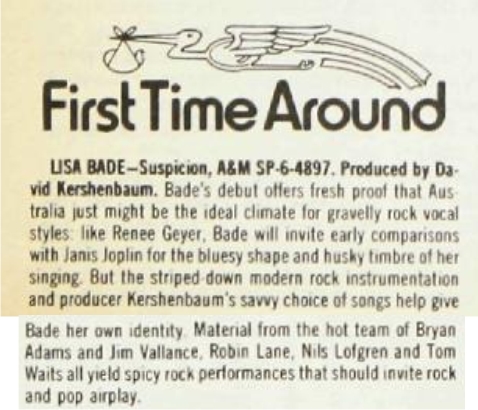 First Time Around
LISA BADE—Suspicion, A&M SP-6-4897. Produced by Da-
vid Kershenbaum. Bade's debut offers fresh proof that Aus-
tralia just might be the ideal climate for gravelly rock vocal
styles: like Renee Geyer, Bade will invite early comparisons
with Janis Joplin for the bluesy shape and husky timbre of her
singing. But the striped-down modern rock instrumentation
and producer Kershenbaum's savvy choice of songs help give
Bade her own identity. Material from the hot team of Bryan
Adams and Jim Vallance, Robin Lane, Nils Lofgren and Tom
Waits all yield spicy rock performances that should invite rock
and pop airplay.